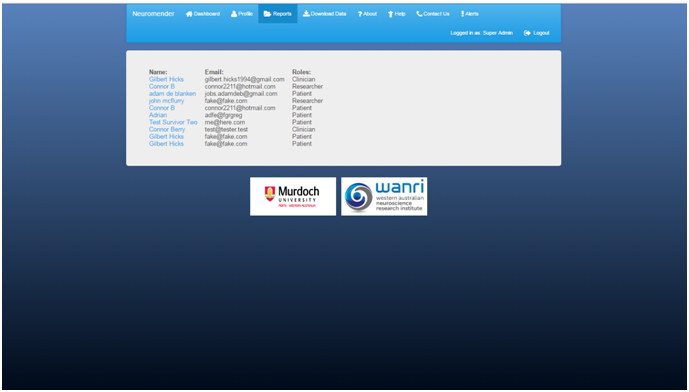 Neuromender Dashboard Profile Reports Download Data About Help Contact Us Alerts
Logged in as: Super Admin Logout
Name: Email: Roles:
Gilbert Hicks gilbert.hicks1994@gmail.com Clinician
Connor B connor2211@hotmail.com Researcher
adam de blanken jobs.adamdeb@gmail.com Patient
john mcflurry fake@fake.com Researcher
Connor B connor2211@hotmail.com Patient
Adrian adfe@fgrgreg Patient
Test Survivor Two me@here.com Patient
Connor Berry test@tester.test Clinician
Gilbert Hicks fake@fake.com Patient
Gilbert Hicks fake@fake.com Patient
Murdoch
UNIVERSITY
PERTH WESTERN AUSTRALIA
wanri
western australian
neuroscience
research institute